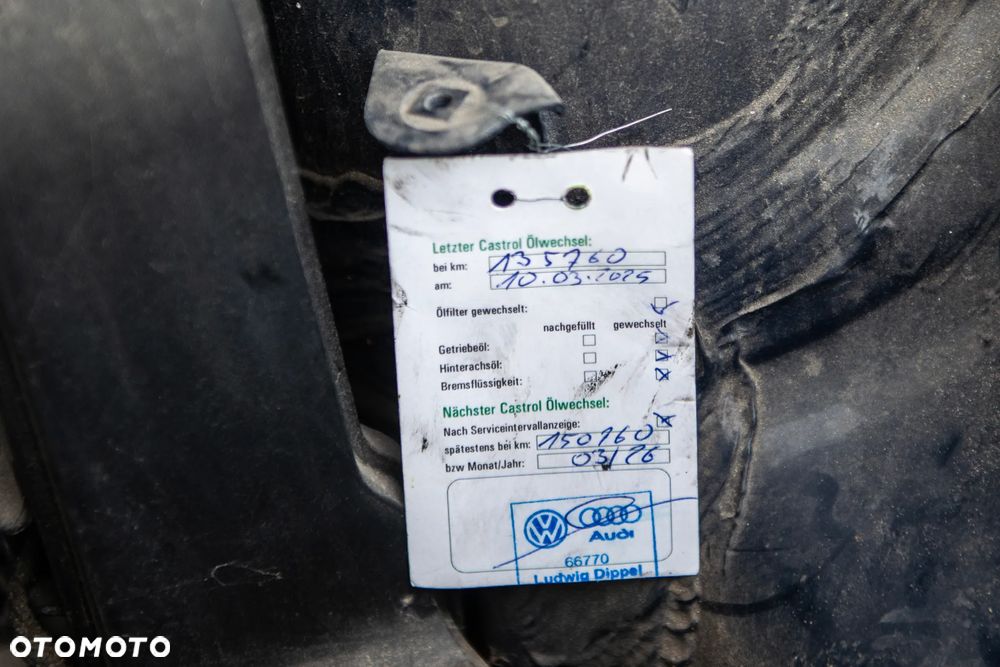 Letzter Castrol Ölwechsel:
bei km: 135760
am: 10.03.2025
Ölfilter gewechselt:
nachgefüllt gewechselt
Getriebeöl:
Hinterachsöl:
Bremsflüssigkeit:
Nächster Castrol Ölwechsel:
Nach Serviceintervallanzeige:
spätestens bei km: 150760
bzw Monat/Jahr: 03/26
Audi
66770
Ludwig Dippel
OTOMOTO